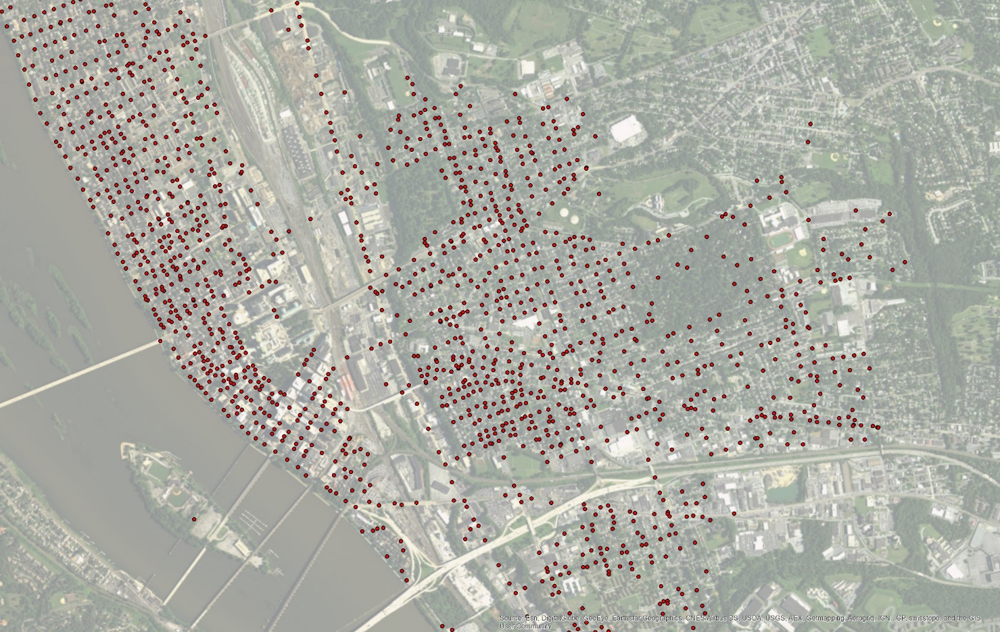 Source: Esri, DigitalGlobe, GeoEye, Earthstar Geographics, CNES/Airbus DS, USDA, USGS, AEX, Getmapping, Aerogrid, IGN, IGP, swisstopo, and the GIS
User Community